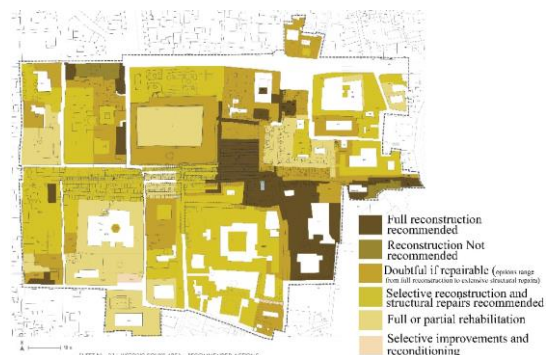 Full reconstruction
recommended
Reconstruction Not
recommended
Doubtful if repairable (options range
from full reconstruction to extensive structural repairs)
Selective reconstruction and
structural repairs recommended
Full or partial rehabilitation
Selective improvements and
reconditioning